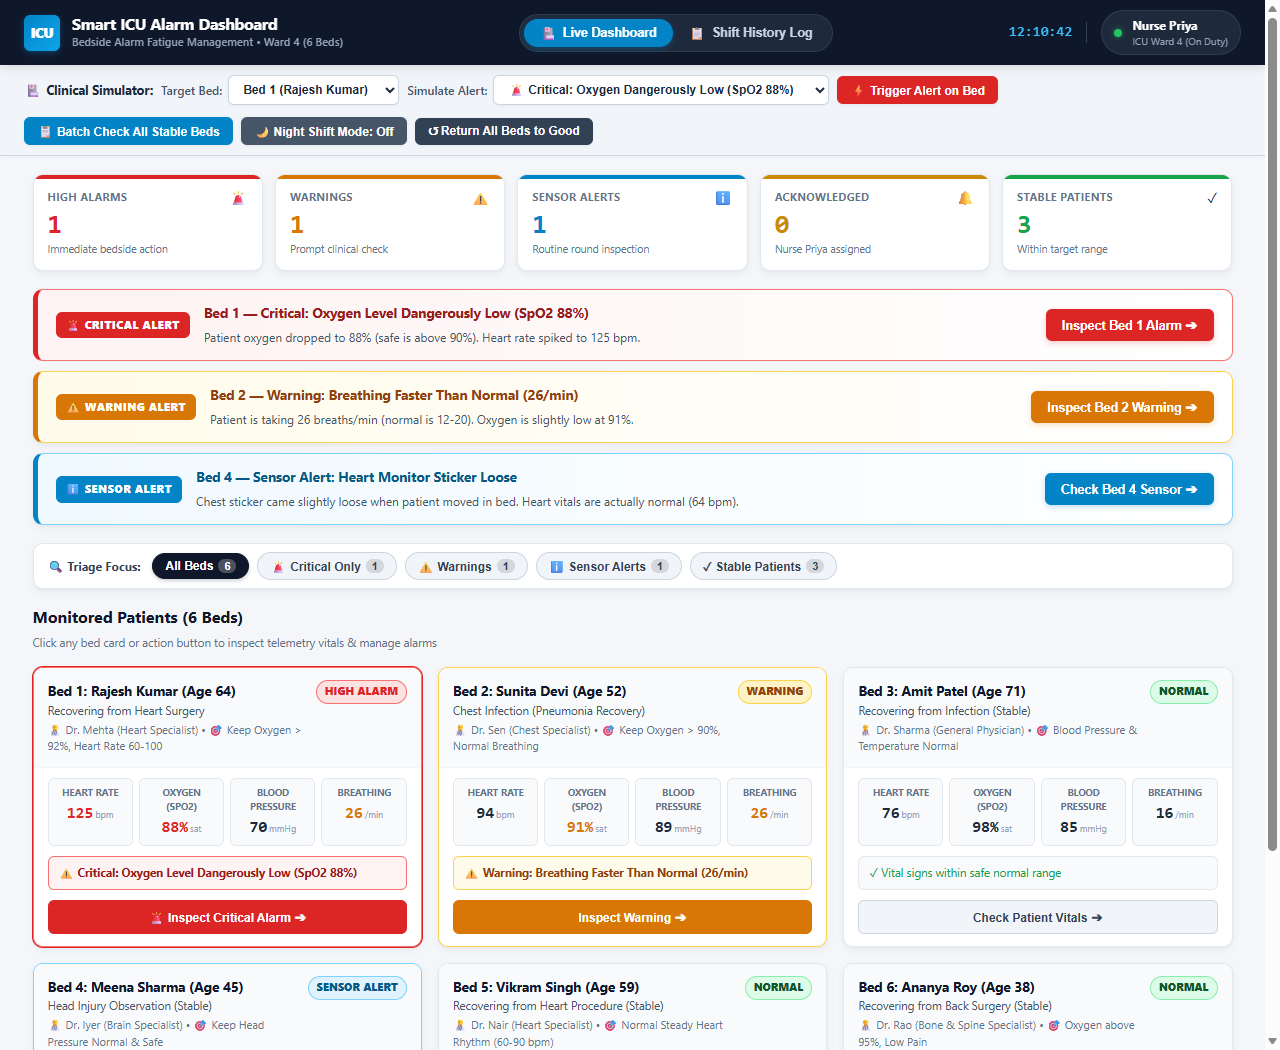 ICU
Smart ICU Alarm Dashboard
Bedside Alarm Fatigue Management • Ward 4 (6 Beds)
Live Dashboard
Shift History Log
12:10:42
Nurse Priya
ICU Ward 4 (On Duty)
Clinical Simulator: Target Bed: Bed 1 (Rajesh Kumar) Simulate Alert: Critical: Oxygen Dangerously Low (SpO2 88%) Trigger Alert on Bed
Batch Check All Stable Beds Night Shift Mode: Off ↺ Return All Beds to Good
HIGH ALARMS
1
Immediate bedside action
WARNINGS
1
Prompt clinical check
SENSOR ALERTS
1
Routine round inspection
ACKNOWLEDGED
0
Nurse Priya assigned
STABLE PATIENTS ✓
3
Within target range
CRITICAL ALERT
Bed 1 — Critical: Oxygen Level Dangerously Low (SpO2 88%)
Patient oxygen dropped to 88% (safe is above 90%). Heart rate spiked to 125 bpm.
Inspect Bed 1 Alarm ➔
WARNING ALERT
Bed 2 — Warning: Breathing Faster Than Normal (26/min)
Patient is taking 26 breaths/min (normal is 12-20). Oxygen is slightly low at 91%.
Inspect Bed 2 Warning ➔
SENSOR ALERT
Bed 4 — Sensor Alert: Heart Monitor Sticker Loose
Chest sticker came slightly loose when patient moved in bed. Heart vitals are actually normal (64 bpm).
Check Bed 4 Sensor ➔
Triage Focus: All Beds 6 Critical Only 1 Warnings 1 Sensor Alerts 1 ✓ Stable Patients 3
Monitored Patients (6 Beds)
Click any bed card or action button to inspect telemetry vitals & manage alarms
Bed 1: Rajesh Kumar (Age 64)
HIGH ALARM
Recovering from Heart Surgery
Dr. Mehta (Heart Specialist) • Keep Oxygen >
92%, Heart Rate 60-100
HEART RATE
125 bpm
OXYGEN
(SPO2)
88% sat
BLOOD
PRESSURE
70 mmHg
BREATHING
26 /min
Critical: Oxygen Level Dangerously Low (SpO2 88%)
Inspect Critical Alarm ➔
Bed 2: Sunita Devi (Age 52)
WARNING
Chest Infection (Pneumonia Recovery)
Dr. Sen (Chest Specialist) • Keep Oxygen > 90%,
Normal Breathing
HEART RATE
94 bpm
OXYGEN
(SPO2)
91% sat
BLOOD
PRESSURE
89 mmHg
BREATHING
26 /min
Warning: Breathing Faster Than Normal (26/min)
Inspect Warning ➔
Bed 3: Amit Patel (Age 71)
NORMAL
Recovering from Infection (Stable)
Dr. Sharma (General Physician) • Blood Pressure &
Temperature Normal
HEART RATE
76 bpm
OXYGEN
(SPO2)
98% sat
BLOOD
PRESSURE
85 mmHg
BREATHING
16 /min
✓ Vital signs within safe normal range
Check Patient Vitals ➔
Bed 4: Meena Sharma (Age 45)
SENSOR ALERT
Head Injury Observation (Stable)
Dr. Iyer (Brain Specialist) • Keep Head
Pressure Normal & Safe
Bed 5: Vikram Singh (Age 59)
NORMAL
Recovering from Heart Procedure (Stable)
Dr. Nair (Heart Specialist) • Normal Steady Heart
Rhythm (60-90 bpm)
Bed 6: Ananya Roy (Age 38)
NORMAL
Recovering from Back Surgery (Stable)
Dr. Rao (Bone & Spine Specialist) • Oxygen above
95%, Low Pain